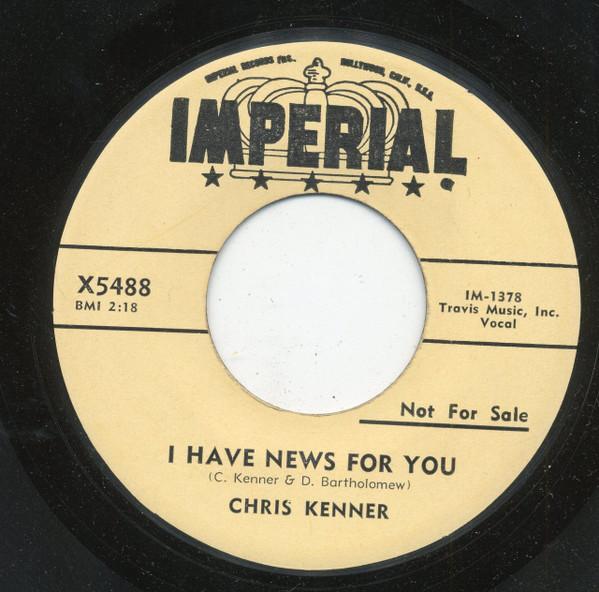 IMPERIAL RECORDS INC. HOLLYWOOD, CALIF., U.S.A.
IMPERIAL
X5488
BMI 2:18
IM-1378
Travis Music, Inc.
Vocal
Not For Sale
I HAVE NEWS FOR YOU
(C. Kenner & D. Bartholomew)
CHRIS KENNER